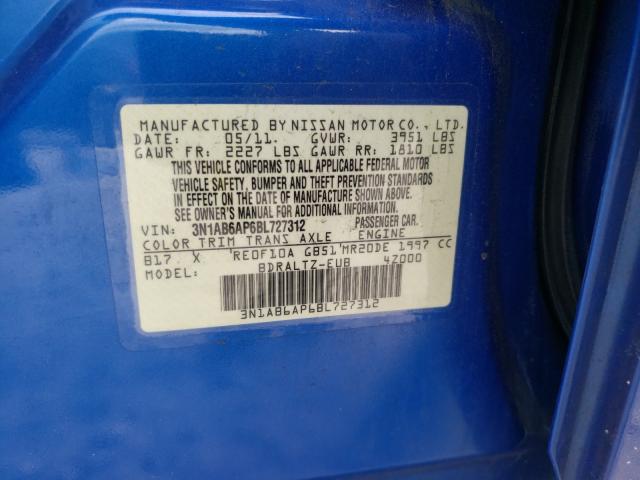 MANUFACTURED BY NISSAN MOTOR CO., LTD.
DATE: 05/11. GVWR: 3951 LBS
GAWR FR: 2227 LBS GAWR RR: 1810 LBS
THIS VEHICLE CONFORMS TO ALL APPLICABLE FEDERAL MOTOR
VEHICLE SAFETY, BUMPER AND THEFT PREVENTION STANDARDS
IN EFFECT ON THE DATE OF MANUFACTURE SHOWN ABOVE.
SEE OWNER'S MANUAL FOR ADDITIONAL INFORMATION.
VIN: 3N1AB6AP6BL727312 PASSENGER CAR.
COLOR TRIM TRANS AXLE ENGINE
B17 X RE0F10A GB51 MR20DE 1997 CC
MODEL: BDRALTZ-EUB 4Z000
3N1AB6AP6BL727312